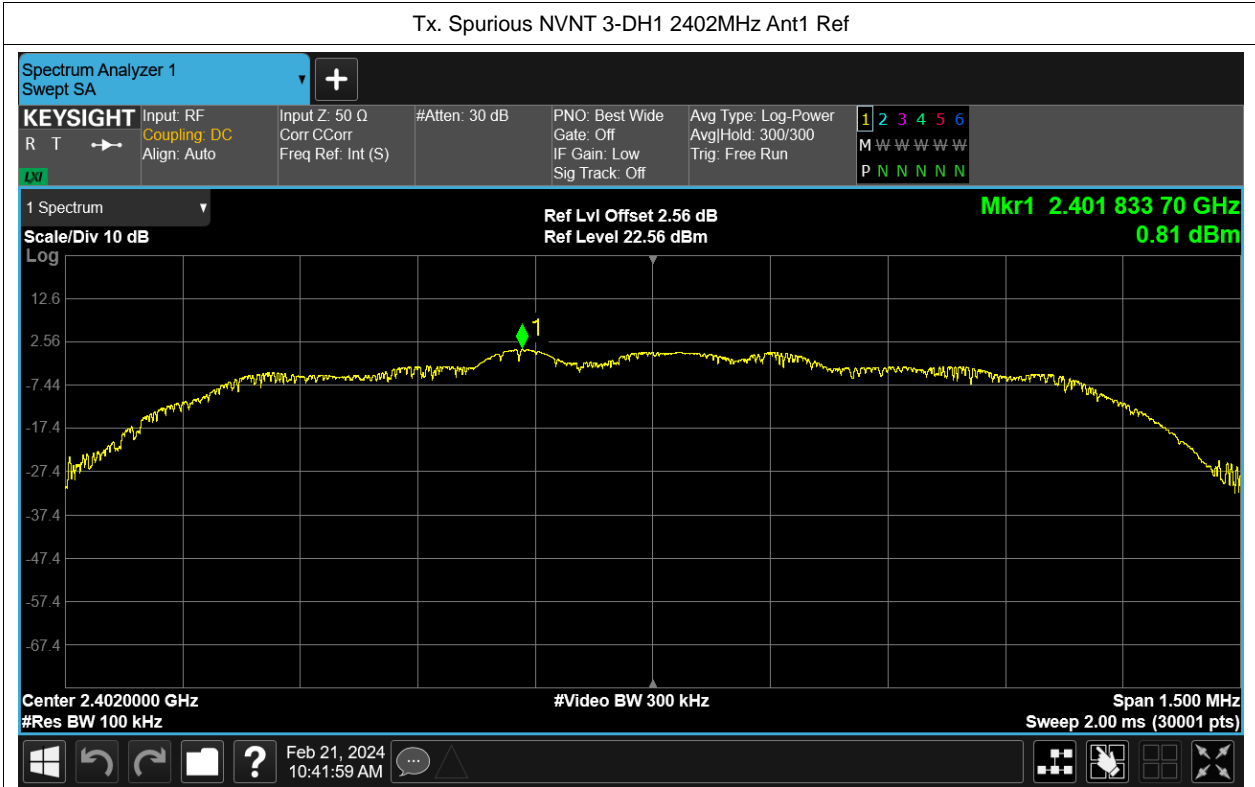 Tx. Spurious NVNT 3-DH1 2402MHz Ant1 Ref
Spectrum Analyzer 1
Swept SA
KEYSIGHT
R T
LXI
Input: RF
Coupling: DC
Align: Auto
Input Z: 50 Ω
Corr CCorr
Freq Ref: Int (S)
#Atten: 30 dB
PNO: Best Wide
Gate: Off
IF Gain: Low
Sig Track: Off
Avg Type: Log-Power
Avg|Hold: 300/300
Trig: Free Run
1 2 3 4 5 6
M W W W W W
P N N N N N
1 Spectrum
Scale/Div 10 dB
Log
Ref Lvl Offset 2.56 dB
Ref Level 22.56 dBm
Mkr1 2.401 833 70 GHz
0.81 dBm
12.6
2.56
-7.44
-17.4
-27.4
-37.4
-47.4
-57.4
-67.4
1
Center 2.4020000 GHz
#Res BW 100 kHz
#Video BW 300 kHz
Span 1.500 MHz
Sweep 2.00 ms (30001 pts)
?
Feb 21, 2024
10:41:59 AM